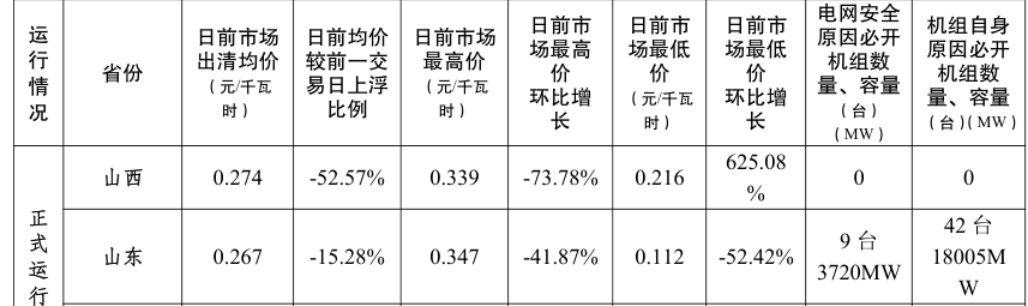 运行情况
省份
日前市场
出清均价
(元/千瓦
时)
日前均价
较前一交
易日上浮
比例
日前市场
最高价
(元/千瓦
时)
日前市
场最高
价
环比增
长
日前市
场最低
价
(元/千瓦
时)
日前市
场最低
价
环比增
长
电网安全
原因必开
机组数
量、容量
(台)
(MW)
机组自身
原因必开
机组数
量、容量
(台)(MW)
正式运行
山西
0.274
-52.57%
0.339
-73.78%
0.216
625.08
%
0
0
山东
0.267
-15.28%
0.347
-41.87%
0.112
-52.42%
9 台
3720MW
42 台
18005M
W